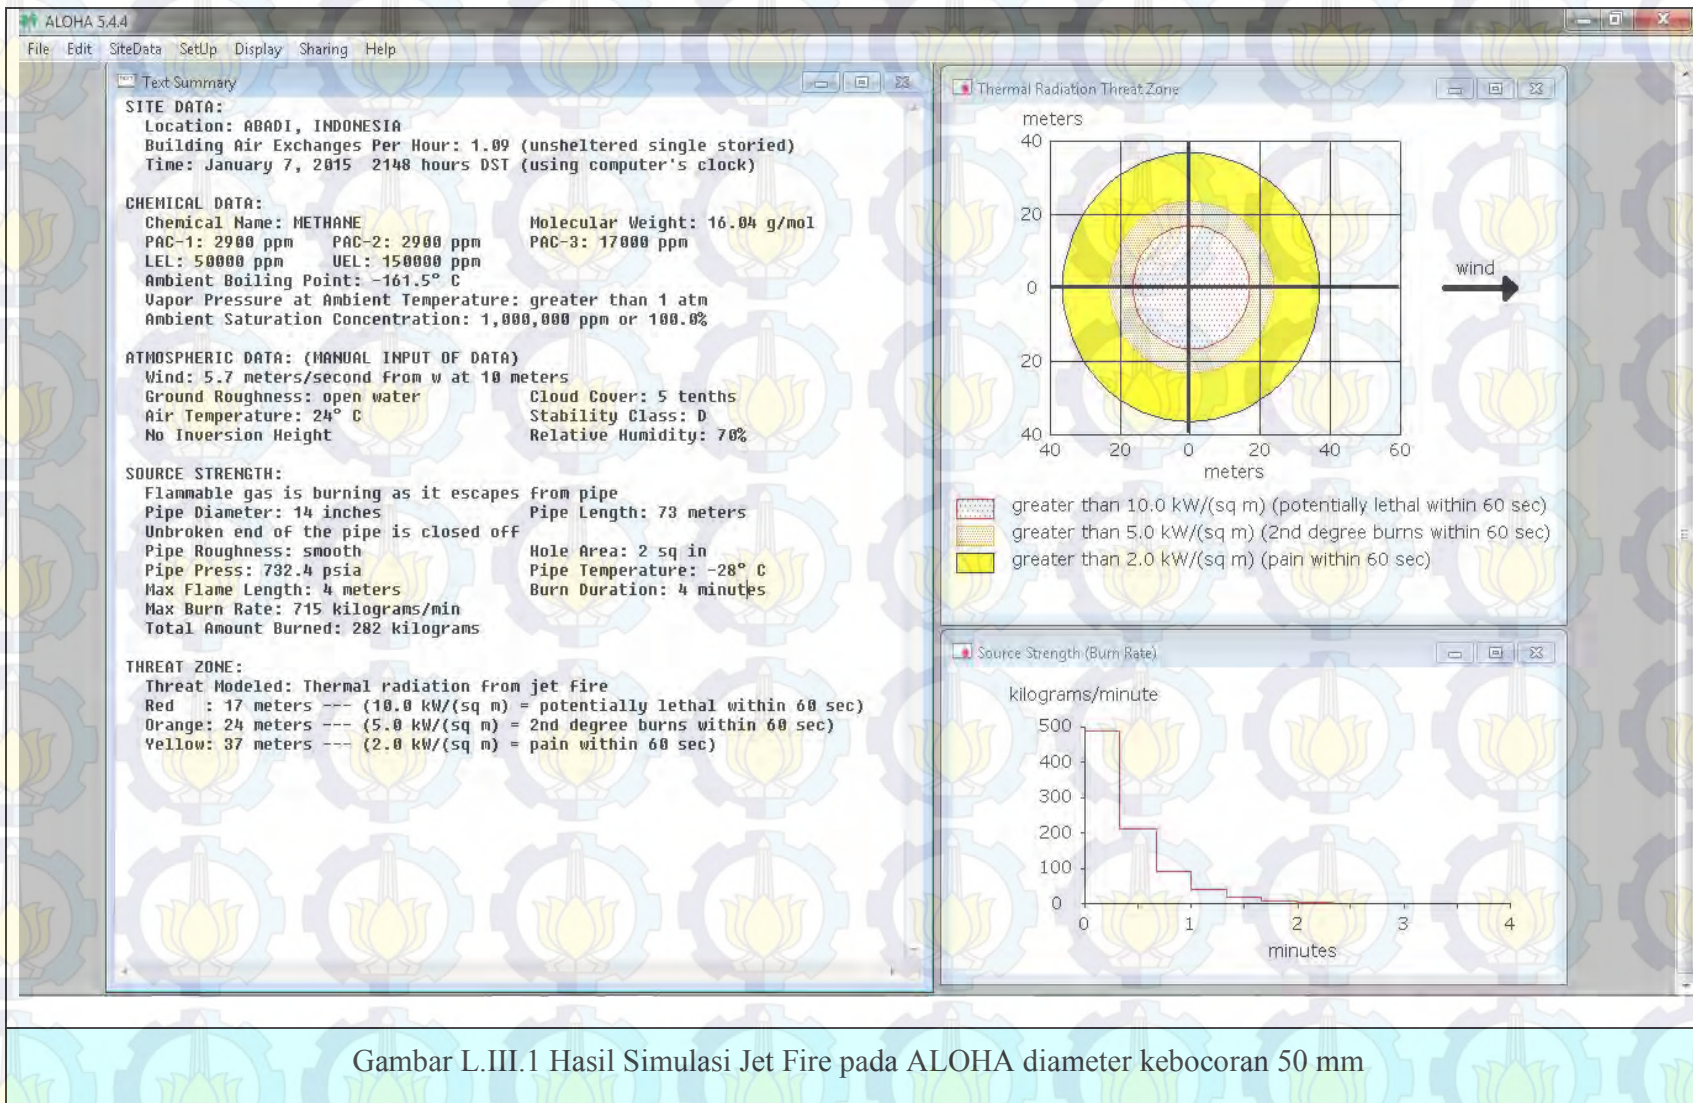 ALOHA 5.4.4
File Edit SiteData SetUp Display Sharing Help
Text Summary
SITE DATA:
Location: ABADI, INDONESIA
Building Air Exchanges Per Hour: 1.09 (unsheltered single storied)
Time: January 7, 2015 2148 hours DST (using computer's clock)
CHEMICAL DATA:
Chemical Name: METHANE Molecular Weight: 16.04 g/mol
PAC-1: 2900 ppm PAC-2: 2900 ppm PAC-3: 17000 ppm
LEL: 50000 ppm UEL: 150000 ppm
Ambient Boiling Point: -161.5° C
Vapor Pressure at Ambient Temperature: greater than 1 atm
Ambient Saturation Concentration: 1,000,000 ppm or 100.0%
ATMOSPHERIC DATA: (MANUAL INPUT OF DATA)
Wind: 5.7 meters/second from w at 10 meters
Ground Roughness: open water Cloud Cover: 5 tenths
Air Temperature: 24° C Stability Class: D
No Inversion Height Relative Humidity: 70%
SOURCE STRENGTH:
Flammable gas is burning as it escapes from pipe
Pipe Diameter: 14 inches Pipe Length: 73 meters
Unbroken end of the pipe is closed off
Pipe Roughness: smooth Hole Area: 2 sq in
Pipe Press: 732.4 psia Pipe Temperature: -28° C
Max Flame Length: 4 meters Burn Duration: 4 minutes
Max Burn Rate: 715 kilograms/min
Total Amount Burned: 282 kilograms
THREAT ZONE:
Threat Modeled: Thermal radiation from jet fire
Red : 17 meters --- (10.0 kW/(sq m) = potentially lethal within 60 sec)
Orange: 24 meters --- (5.0 kW/(sq m) = 2nd degree burns within 60 sec)
Yellow: 37 meters --- (2.0 kW/(sq m) = pain within 60 sec)
Thermal Radiation Threat Zone
meters
40
20
0
20
40
wind
40 20 0 20 40 60
meters
greater than 10.0 kW/(sq m) (potentially lethal within 60 sec)
greater than 5.0 kW/(sq m) (2nd degree burns within 60 sec)
greater than 2.0 kW/(sq m) (pain within 60 sec)
Source Strength (Burn Rate)
kilograms/minute
500
400
300
200
100
0
0 1 2 3 4
minutes
Gambar L.III.1 Hasil Simulasi Jet Fire pada ALOHA diameter kebocoran 50 mm